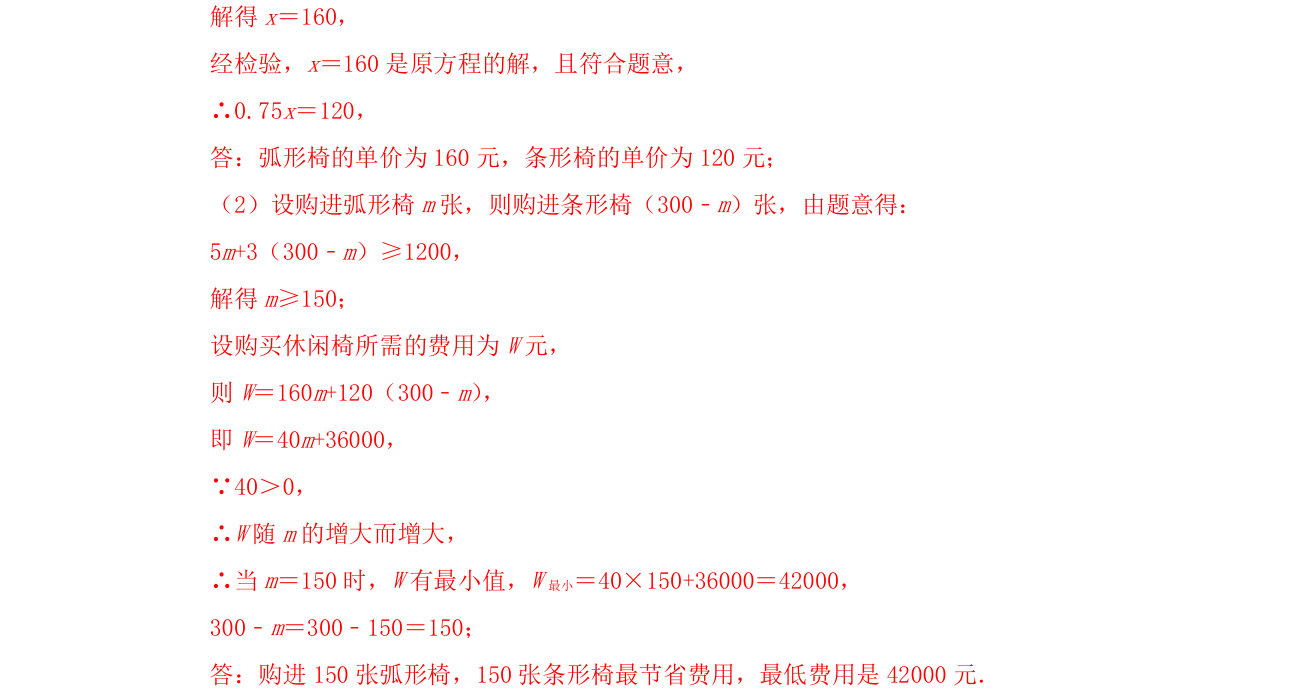 解得 x＝160，
经检验，x＝160 是原方程的解，且符合题意，
∴0.75x＝120，
答：弧形椅的单价为 160 元，条形椅的单价为 120 元；
（2）设购进弧形椅 m 张，则购进条形椅（300﹣m）张，由题意得：
5m+3（300﹣m）≥1200，
解得 m≥150；
设购买休闲椅所需的费用为 W 元，
则 W＝160m+120（300﹣m），
即 W＝40m+36000，
∵40＞0，
∴W 随 m 的增大而增大，
∴当 m＝150 时，W 有最小值，W 最小＝40×150+36000＝42000，
300﹣m＝300﹣150＝150；
答：购进 150 张弧形椅，150 张条形椅最节省费用，最低费用是 42000 元．